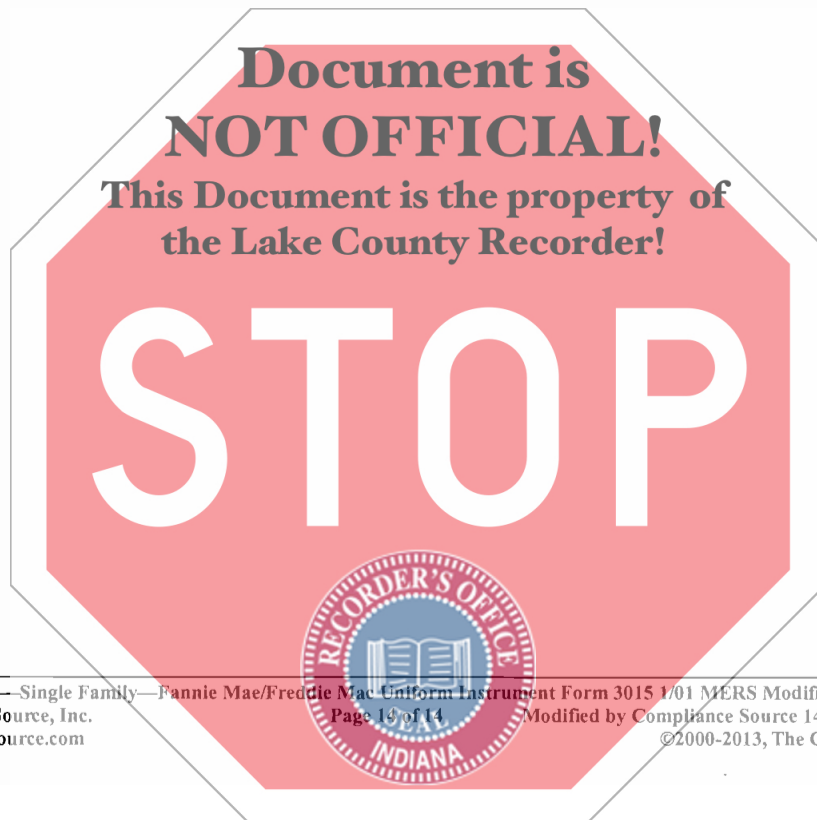 Document is
NOT OFFICIAL!
This Document is the property of
the Lake County Recorder!
STOP
RECORDER'S OFFICE
SEAL
INDIANA
—Single Family—Fannie Mae/Freddie Mac Uniform Instrument Form 3015 1/01 MERS Modifi
ource, Inc. Page 14 of 14 Modified by Compliance Source 14
ource.com ©2000-2013, The C